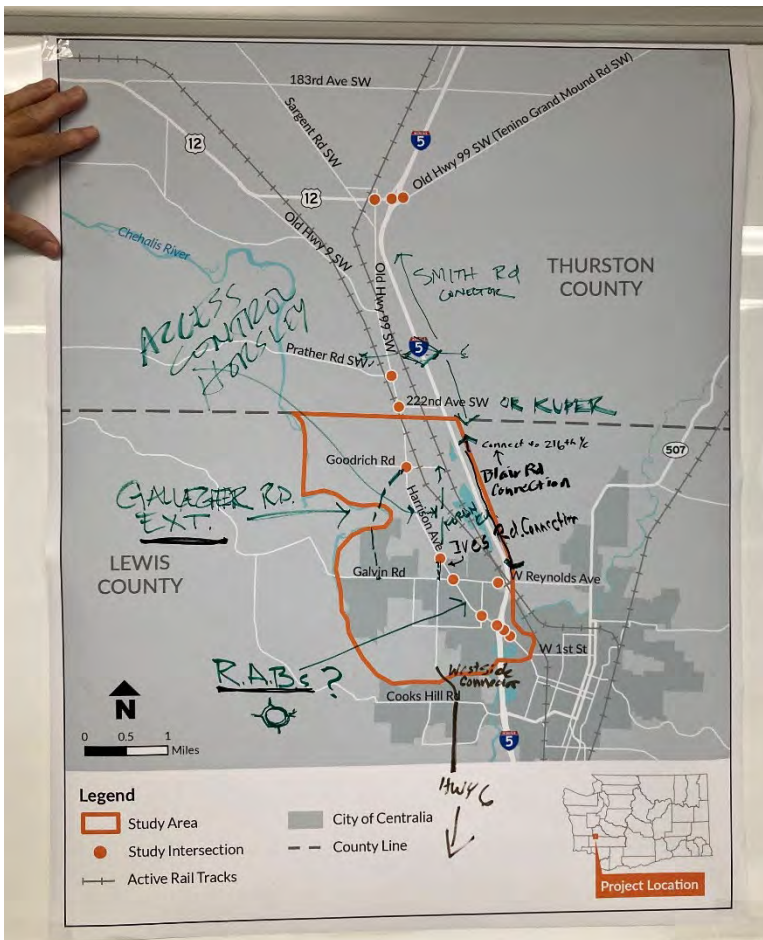 183rd Ave SW
Sargent Rd SW
Old Hwy 99 SW (Tenino Grand Mound Rd SW)
5
12
12
Old Hwy 9 SW
Chehalis River
Old Hwy 99 SW
SMITH Rd
CONECTOR
THURSTON
COUNTY
ACCESS
CONTROL
BORSLEY
5
Prather Rd SW
222nd Ave SW
OR KUPER
connect to 216th I/C
507
Goodrich Rd
Blair Rd
Connection
GALLAGHER RD.
EXT.
Harrison Ave
IVES Rd. Connection
LEWIS
COUNTY
Galvin Rd
W Reynolds Ave
W 1st St
R.A.B.s ?
Westside
Connector
Cooks Hill Rd
N
0 0.5 1
Miles
5
HWY 6
Legend
Study Area
City of Centralia
Study Intersection
County Line
Active Rail Tracks
Project Location